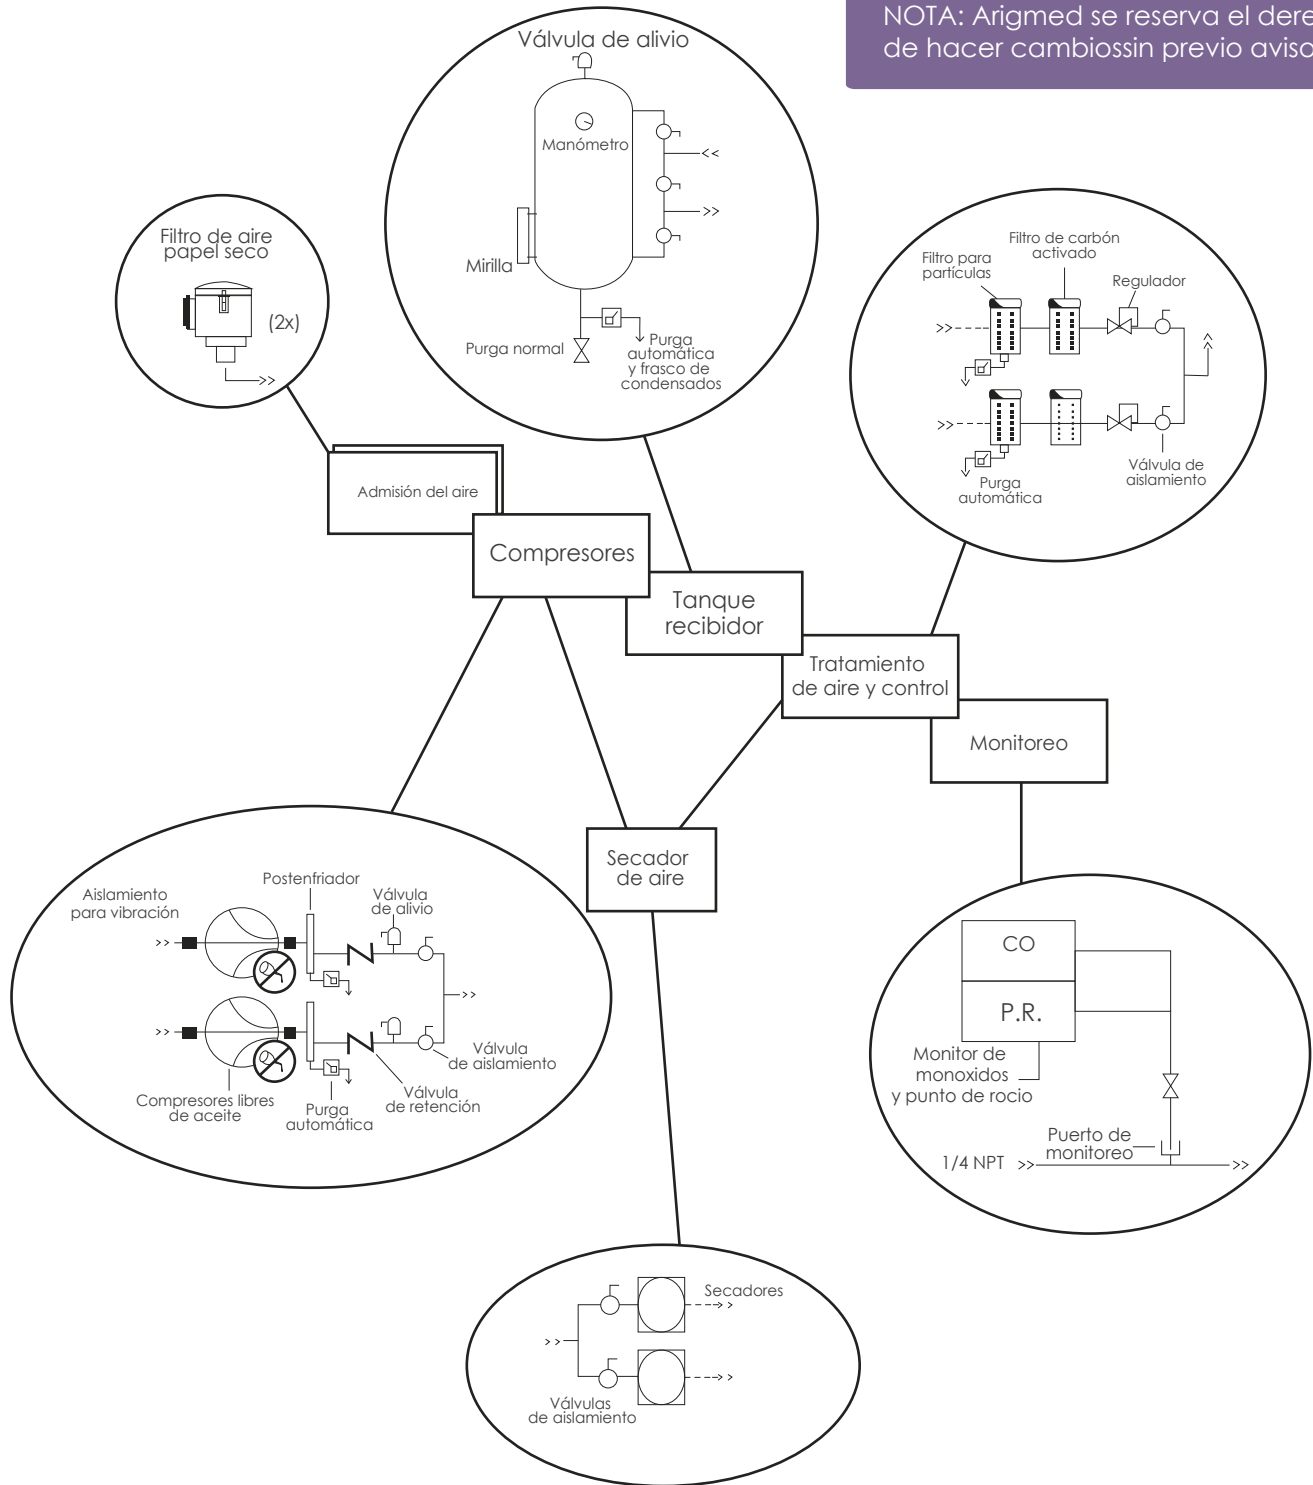 NOTA: Arigmed se reserva el dere
de hacer cambiossin previo aviso
Válvula de alivio
Manómetro
Mirilla
Purga normal
Purga
automática
y frasco de
condensados
Filtro de aire
papel seco
(2x)
Filtro de carbón
activado
Filtro para
partículas
Regulador
Válvula de
aislamiento
Purga
automática
Admisión del aire
Compresores
Tanque
recibidor
Tratamiento
de aire y control
Monitoreo
Secador
de aire
Postenfriador
Aislamiento
para vibración
Válvula
de alivio
Válvula
de aislamiento
Válvula
de retención
Compresores libres
de aceite
Purga
automática
CO
P.R.
Monitor de
monoxidos
y punto de rocio
Puerto de
monitoreo
1/4 NPT
Secadores
Válvulas
de aislamiento